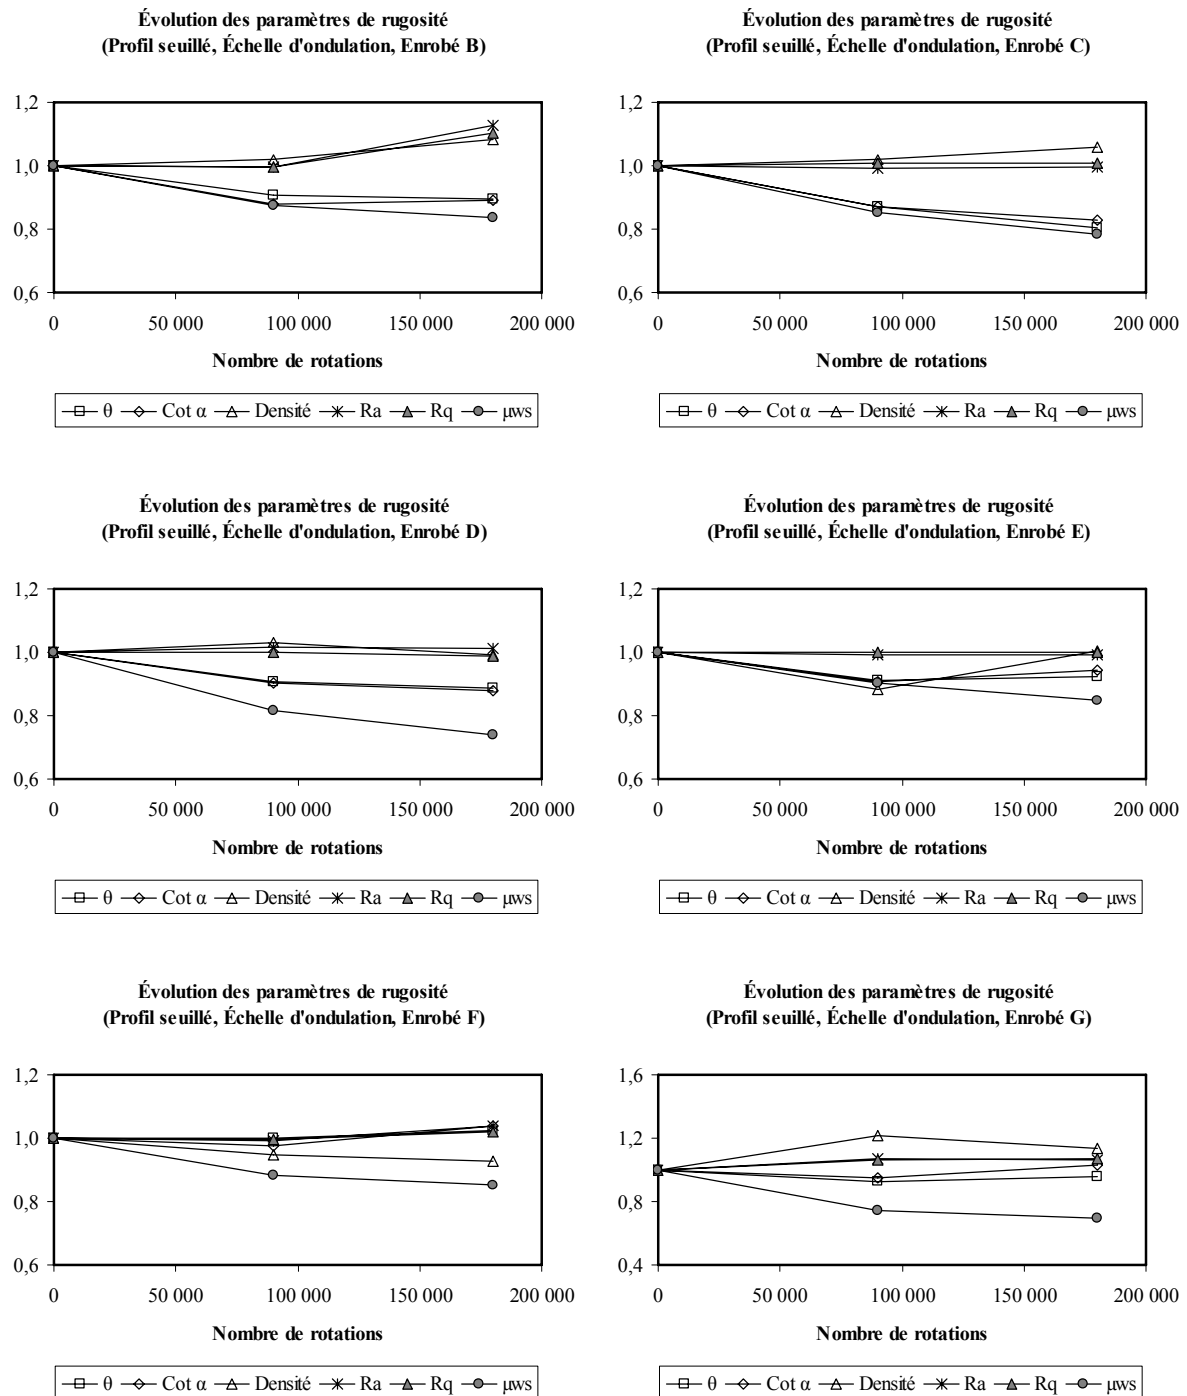 Évolution des paramètres de rugosité
(Profil seuillé, Échelle d'ondulation, Enrobé B)
1,2
1,0
0,8
0,6
0 50 000 100 000 150 000 200 000
Nombre de rotations
θ Cot α Densité Ra Rq μws
Évolution des paramètres de rugosité
(Profil seuillé, Échelle d'ondulation, Enrobé C)
1,2
1,0
0,8
0,6
0 50 000 100 000 150 000 200 000
Nombre de rotations
θ Cot α Densité Ra Rq μws
Évolution des paramètres de rugosité
(Profil seuillé, Échelle d'ondulation, Enrobé D)
1,2
1,0
0,8
0,6
0 50 000 100 000 150 000 200 000
Nombre de rotations
θ Cot α Densité Ra Rq μws
Évolution des paramètres de rugosité
(Profil seuillé, Échelle d'ondulation, Enrobé E)
1,2
1,0
0,8
0,6
0 50 000 100 000 150 000 200 000
Nombre de rotations
θ Cot α Densité Ra Rq μws
Évolution des paramètres de rugosité
(Profil seuillé, Échelle d'ondulation, Enrobé F)
1,2
1,0
0,8
0,6
0 50 000 100 000 150 000 200 000
Nombre de rotations
θ Cot α Densité Ra Rq μws
Évolution des paramètres de rugosité
(Profil seuillé, Échelle d'ondulation, Enrobé G)
1,6
1,2
0,8
0,4
0 50 000 100 000 150 000 200 000
Nombre de rotations
θ Cot α Densité Ra Rq μws